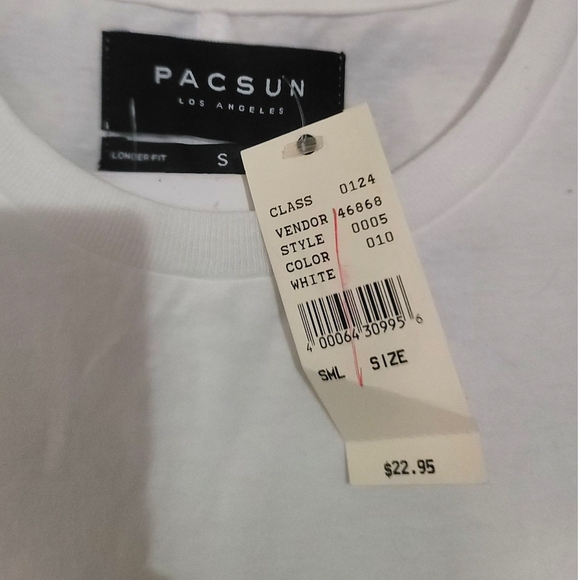 PACSUN
LOS ANGELES
LONGER FIT
S
CLASS 0124
VENDOR 46868
STYLE 0005
COLOR 010
WHITE
4 00064 30995 6
SML SIZE
$22.95